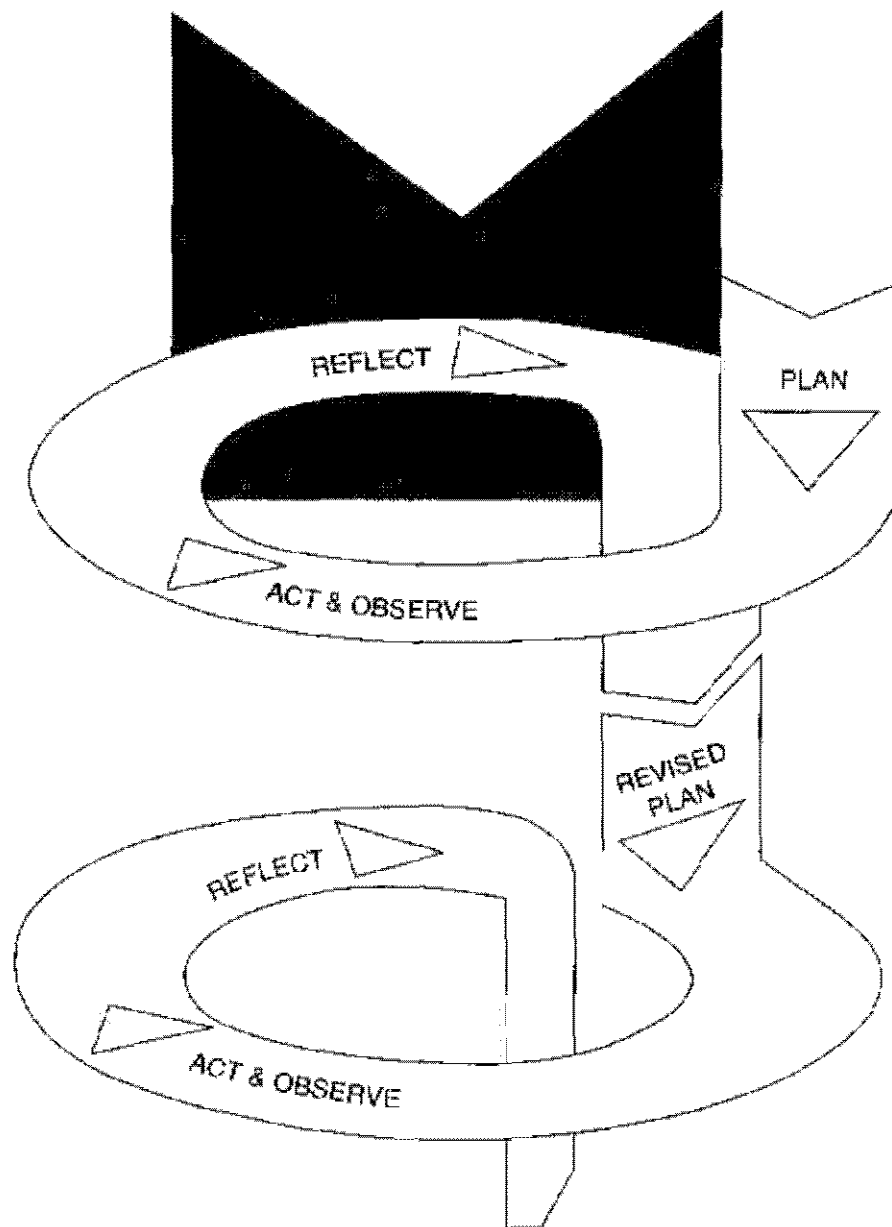 REFLECT
PLAN
ACT & OBSERVE
REVISED
PLAN
REFLECT
ACT & OBSERVE